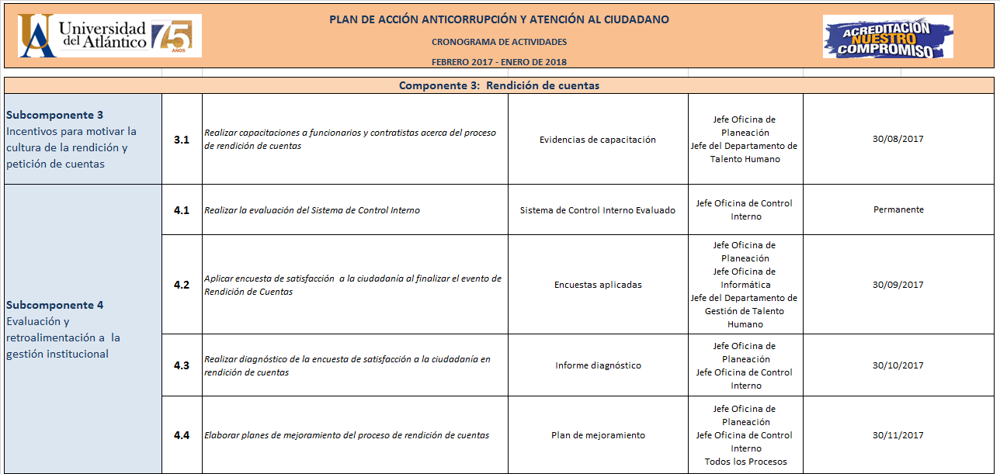 Universidad
del Atlántico
75
AÑOS
PLAN DE ACCIÓN ANTICORRUPCIÓN Y ATENCIÓN AL CIUDADANO
CRONOGRAMA DE ACTIVIDADES
FEBRERO 2017 - ENERO DE 2018
ACREDITACIÓN
NUESTRO
COMPROMISO
Componente 3:  Rendición de cuentas
Subcomponente 3
Incentivos para motivar la
cultura de la rendición y
petición de cuentas
3.1
Realizar capacitaciones a funcionarios y contratistas acerca del proceso
de rendición de cuentas
Evidencias de capacitación
Jefe Oficina de
Planeación
Jefe del Departamento de
Talento Humano
30/08/2017
Subcomponente 4
Evaluación y
retroalimentación a  la
gestión institucional
4.1
Realizar la evaluación del Sistema de Control Interno
Sistema de Control Interno Evaluado
Jefe Oficina de Control
Interno
Permanente
4.2
Aplicar encuesta de satisfacción  a la ciudadanía al finalizar el evento de
Rendición de Cuentas
Encuestas aplicadas
Jefe Oficina de
Planeación
Jefe Oficina de
Informática
Jefe del Departamento de
Gestión de Talento
Humano
30/09/2017
4.3
Realizar diagnóstico de la encuesta de satisfacción a la ciudadanía en
rendición de cuentas
Informe diagnóstico
Jefe Oficina de
Planeación
Jefe Oficina de Control
Interno
30/10/2017
4.4
Elaborar planes de mejoramiento del proceso de rendición de cuentas
Plan de mejoramiento
Jefe Oficina de
Planeación
Jefe Oficina de Control
Interno
Todos los Procesos
30/11/2017